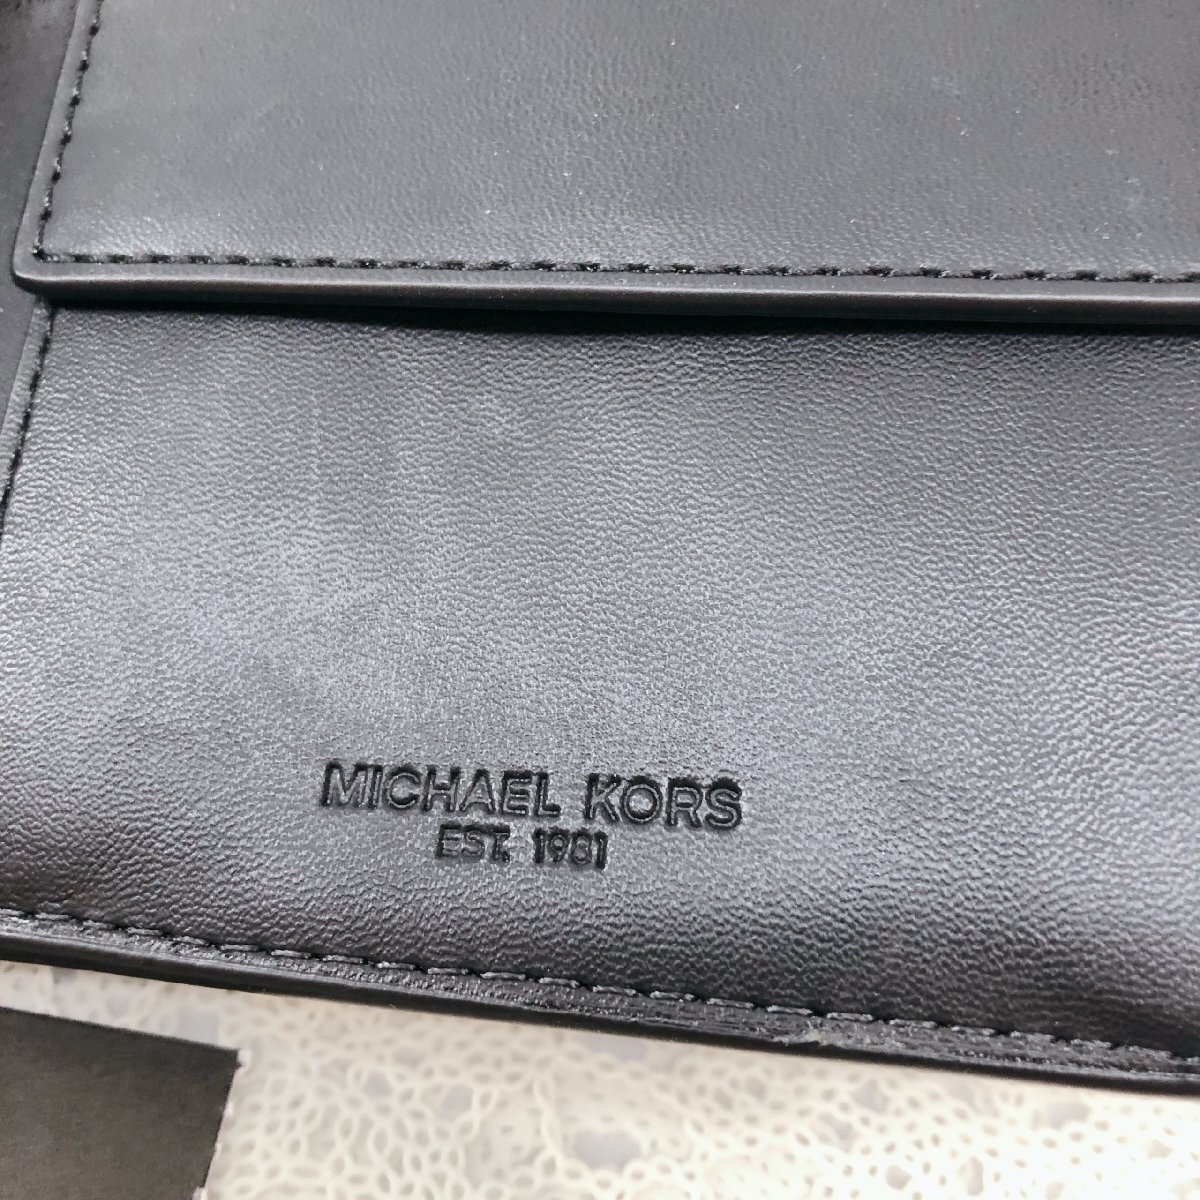 MICHAEL KORS
EST. 1981